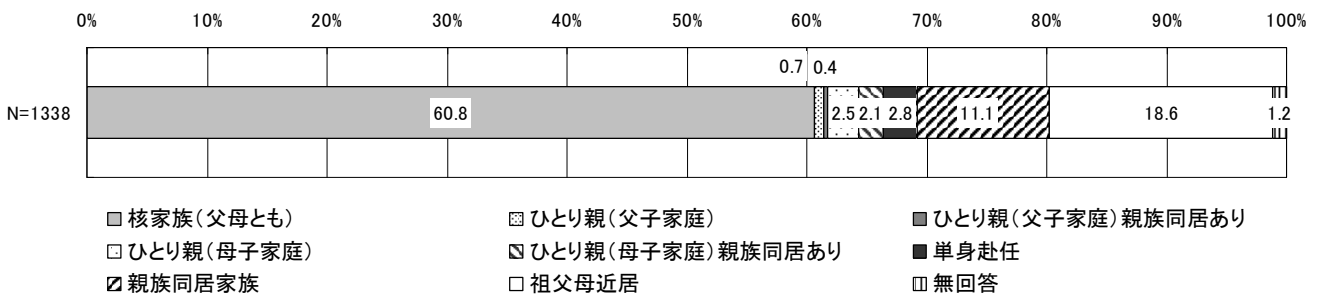 0% 10% 20% 30% 40% 50% 60% 70% 80% 90% 100%
0.7 0.4
N=1338 60.8 2.5 2.1 2.8 11.1 18.6 1.2
核家族（父母とも） ひとり親（父子家庭） ひとり親（父子家庭）親族同居あり
ひとり親（母子家庭） ひとり親（母子家庭）親族同居あり 単身赴任
親族同居家族 祖父母近居 無回答